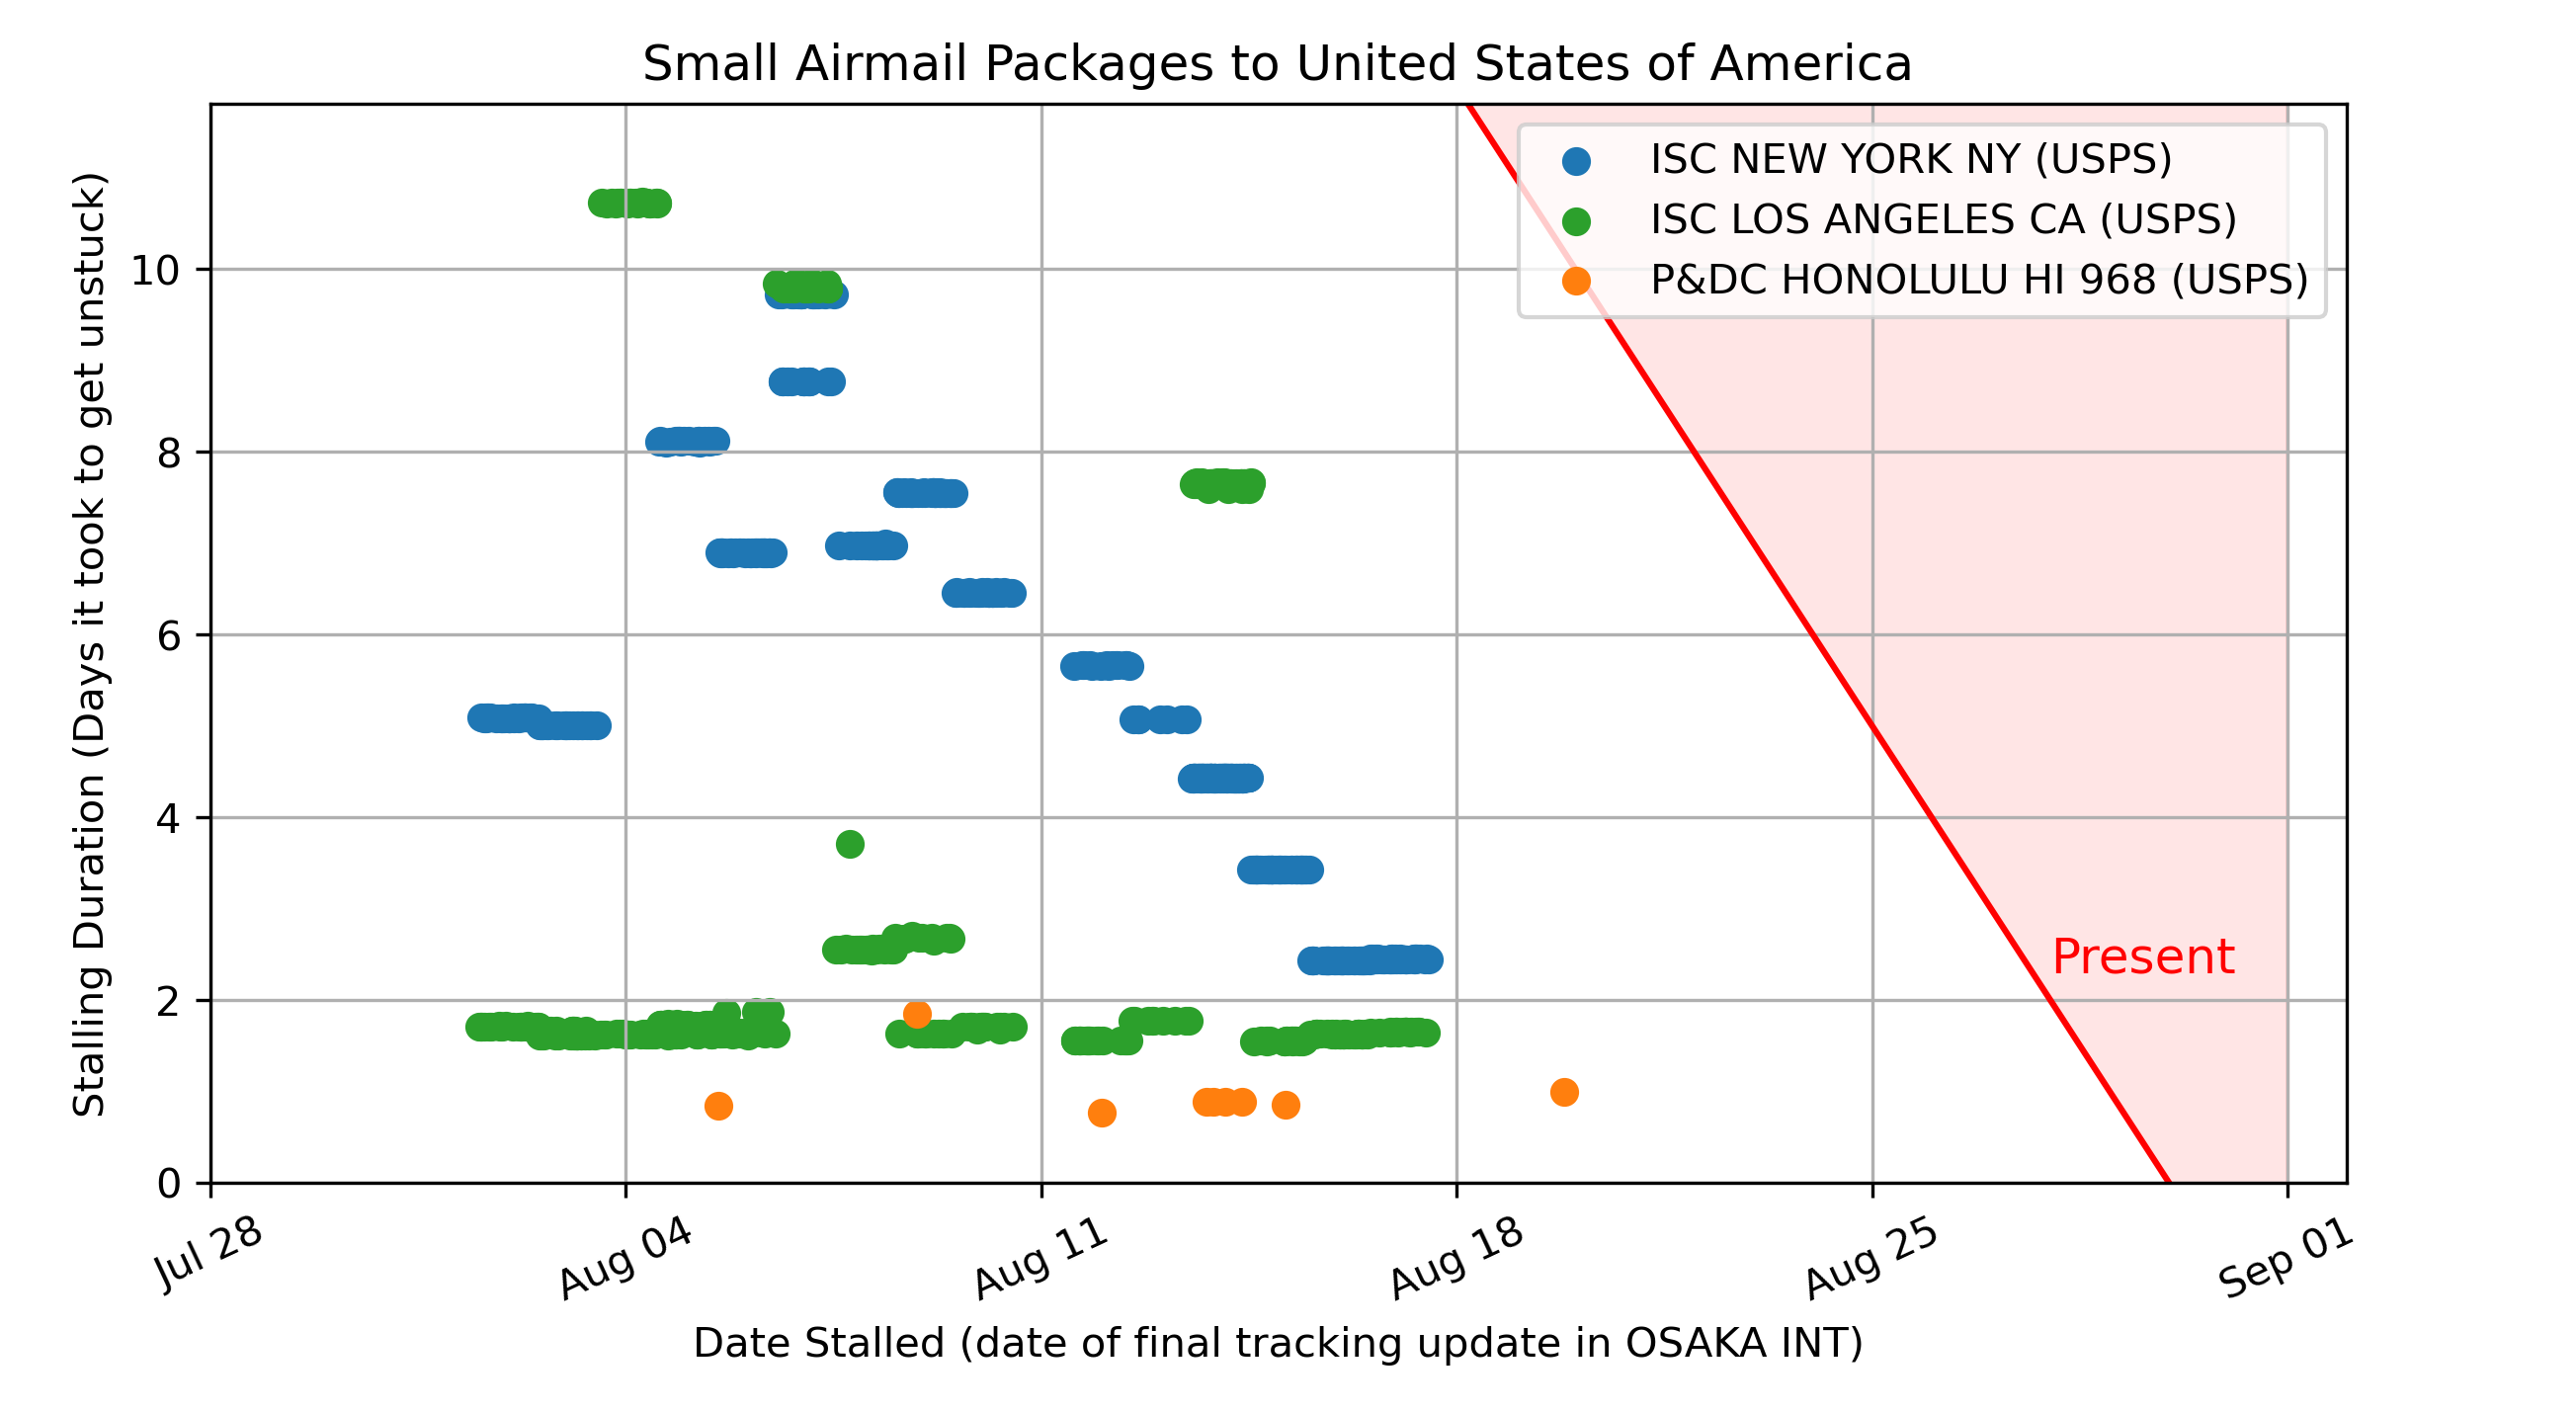 Small Airmail Packages to United States of America
Stalling Duration (Days it took to get unstuck)
10
8
6
4
2
0
ISC NEW YORK NY (USPS)
ISC LOS ANGELES CA (USPS)
P&DC HONOLULU HI 968 (USPS)
Present
Jul 28
Aug 04
Aug 11
Aug 18
Aug 25
Sep 01
Date Stalled (date of final tracking update in OSAKA INT)